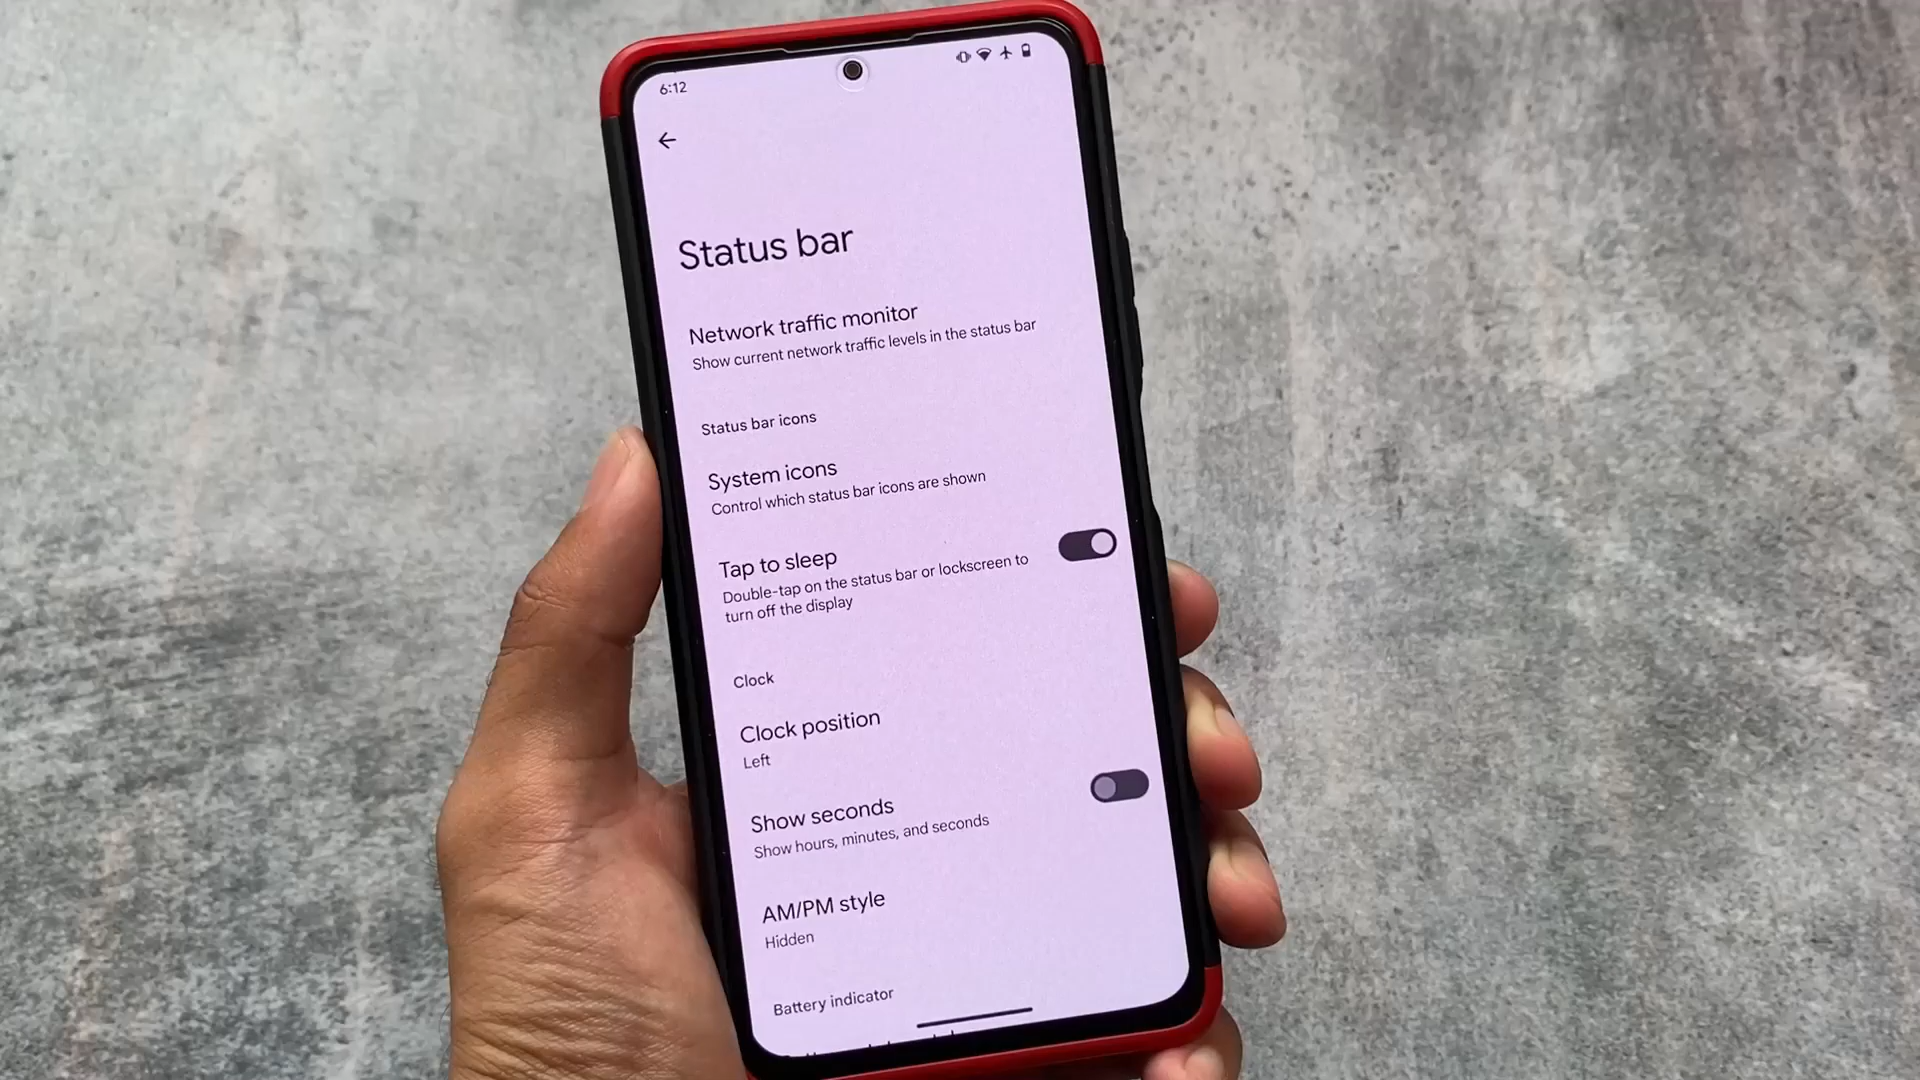 6:12
Status bar
Network traffic monitor
Show current network traffic levels in the status bar
Status bar icons
System icons
Control which status bar icons are shown
Tap to sleep
Double-tap on the status bar or lockscreen to
turn off the display
Clock
Clock position
Left
Show seconds
Show hours, minutes, and seconds
AM/PM style
Hidden
Battery indicator